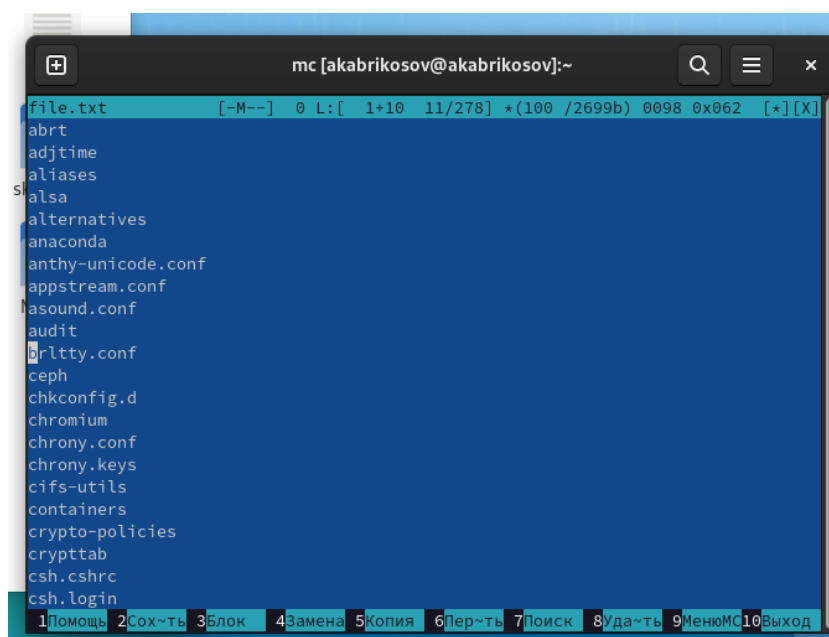 mc [akabrikosov@akabrikosov]:~
file.txt [-M--] 0 L:[ 1+10 11/278] *(100 /2699b) 0098 0x062 [*][X]
abrt
adjtime
aliases
alsa
alternatives
anaconda
anthy-unicode.conf
appstream.conf
asound.conf
audit
brltty.conf
ceph
chkconfig.d
chromium
chrony.conf
chrony.keys
cifs-utils
containers
crypto-policies
crypttab
csh.cshrc
csh.login
1Помощь 2Сох~ть 3Блок 4Замена 5Копия 6Пер~ть 7Поиск 8Уда~ть 9МенюMC 10Выход